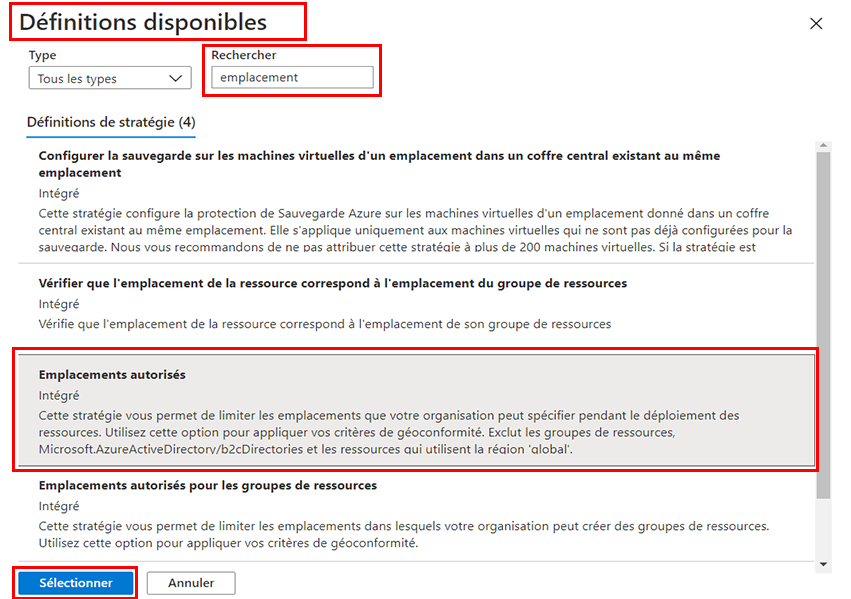 Définitions disponibles
Type
Rechercher
Tous les types
emplacement
Définitions de stratégie (4)
Configurer la sauvegarde sur les machines virtuelles d'un emplacement dans un coffre central existant au même
emplacement
Intégré
Cette stratégie configure la protection de Sauvegarde Azure sur les machines virtuelles d'un emplacement donné dans un coffre
central existant au même emplacement. Elle s'applique uniquement aux machines virtuelles qui ne sont pas déjà configurées pour la
sauvegarde. Nous vous recommandons de ne pas attribuer cette stratégie à plus de 200 machines virtuelles. Si la stratégie est
Vérifier que l'emplacement de la ressource correspond à l'emplacement du groupe de ressources
Intégré
Vérifie que l'emplacement de la ressource correspond à l'emplacement de son groupe de ressources
Emplacements autorisés
Intégré
Cette stratégie vous permet de limiter les emplacements que votre organisation peut spécifier pendant le déploiement des
ressources. Utilisez cette option pour appliquer vos critères de géoconformité. Exclut les groupes de ressources,
Microsoft.AzureActiveDirectory/b2cDirectories et les ressources qui utilisent la région 'global'.
Emplacements autorisés pour les groupes de ressources
Intégré
Cette stratégie vous permet de limiter les emplacements dans lesquels votre organisation peut créer des groupes de ressources.
Utilisez cette option pour appliquer vos critères de géoconformité.
Sélectionner
Annuler